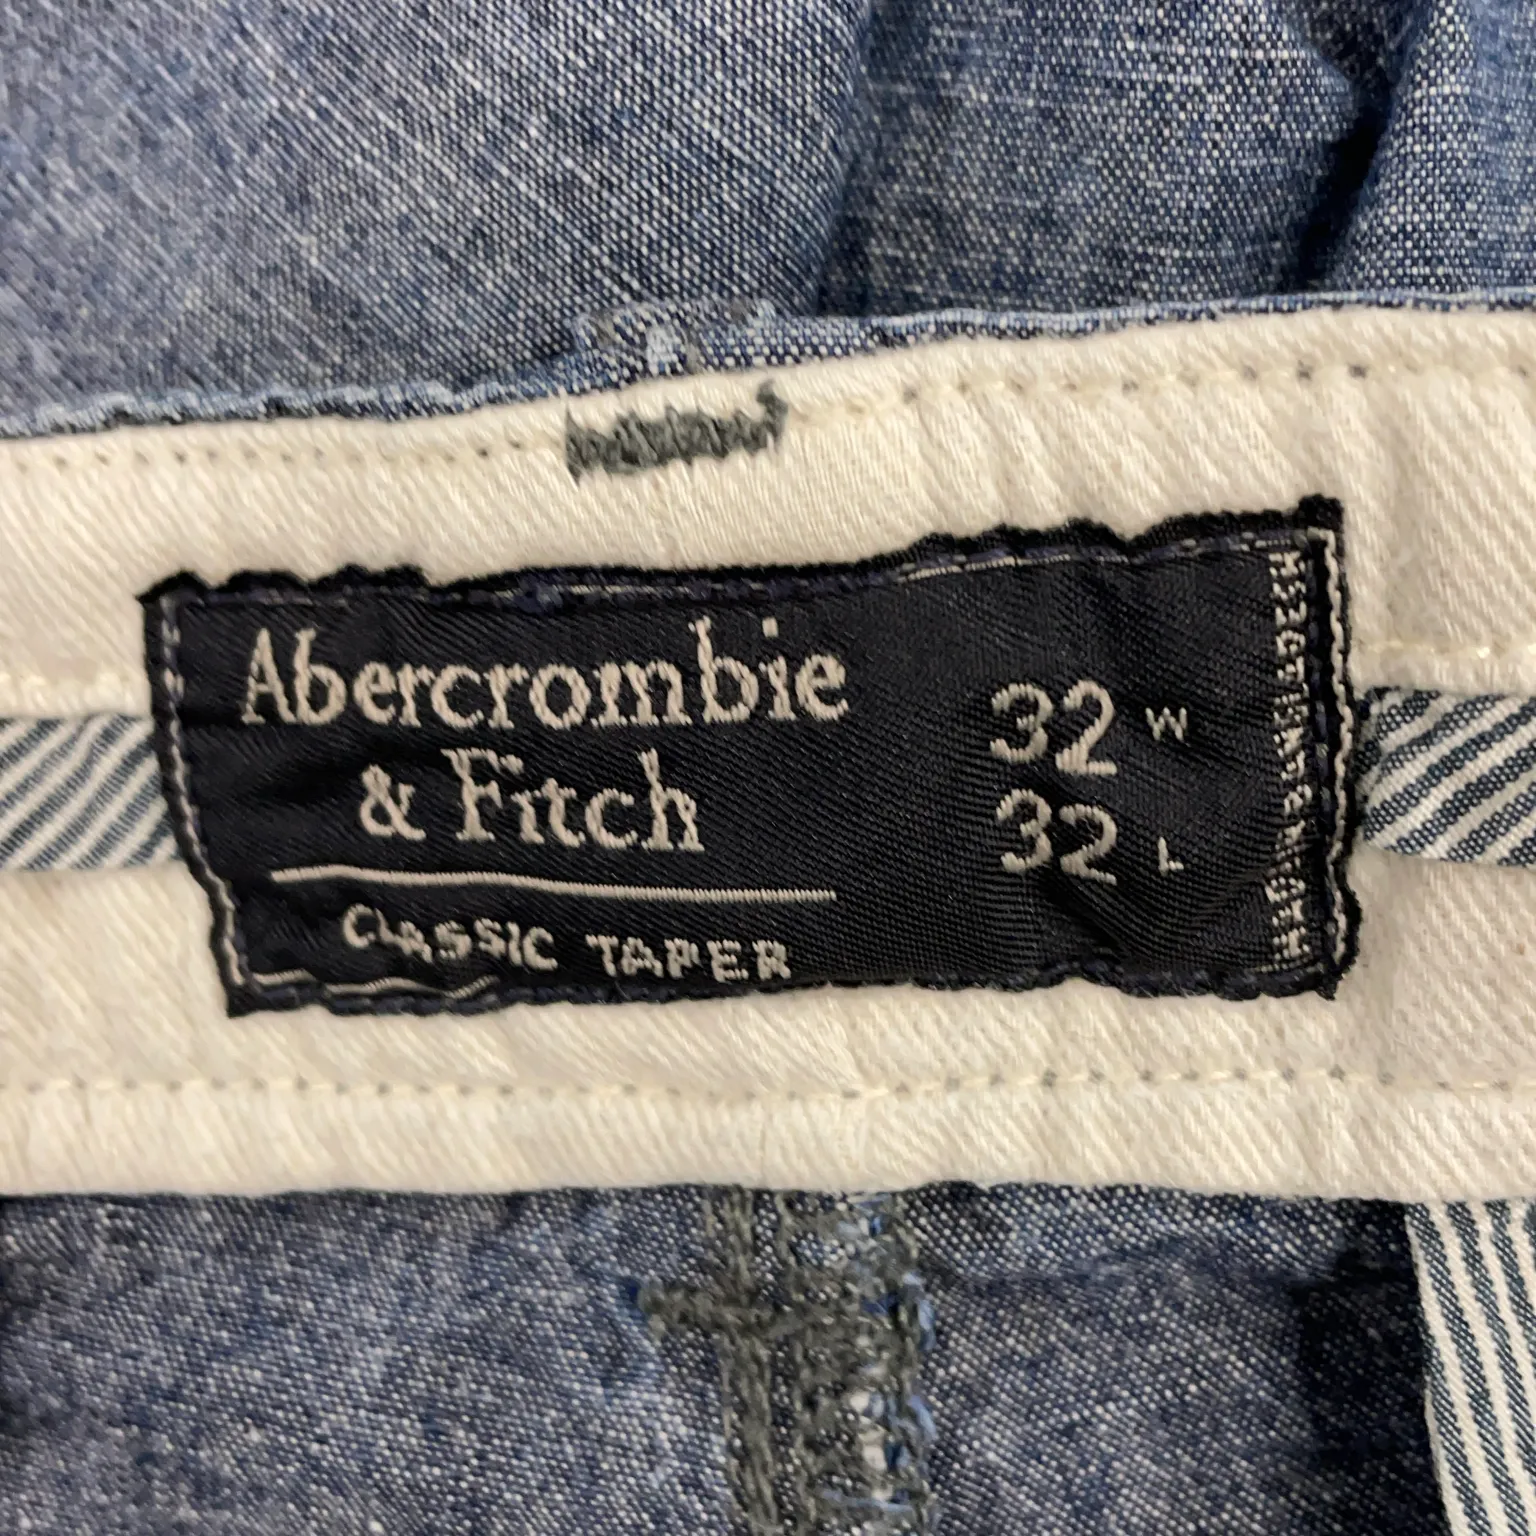 Abercrombie
& Fitch
CLASSIC TAPER
32 W
32 L